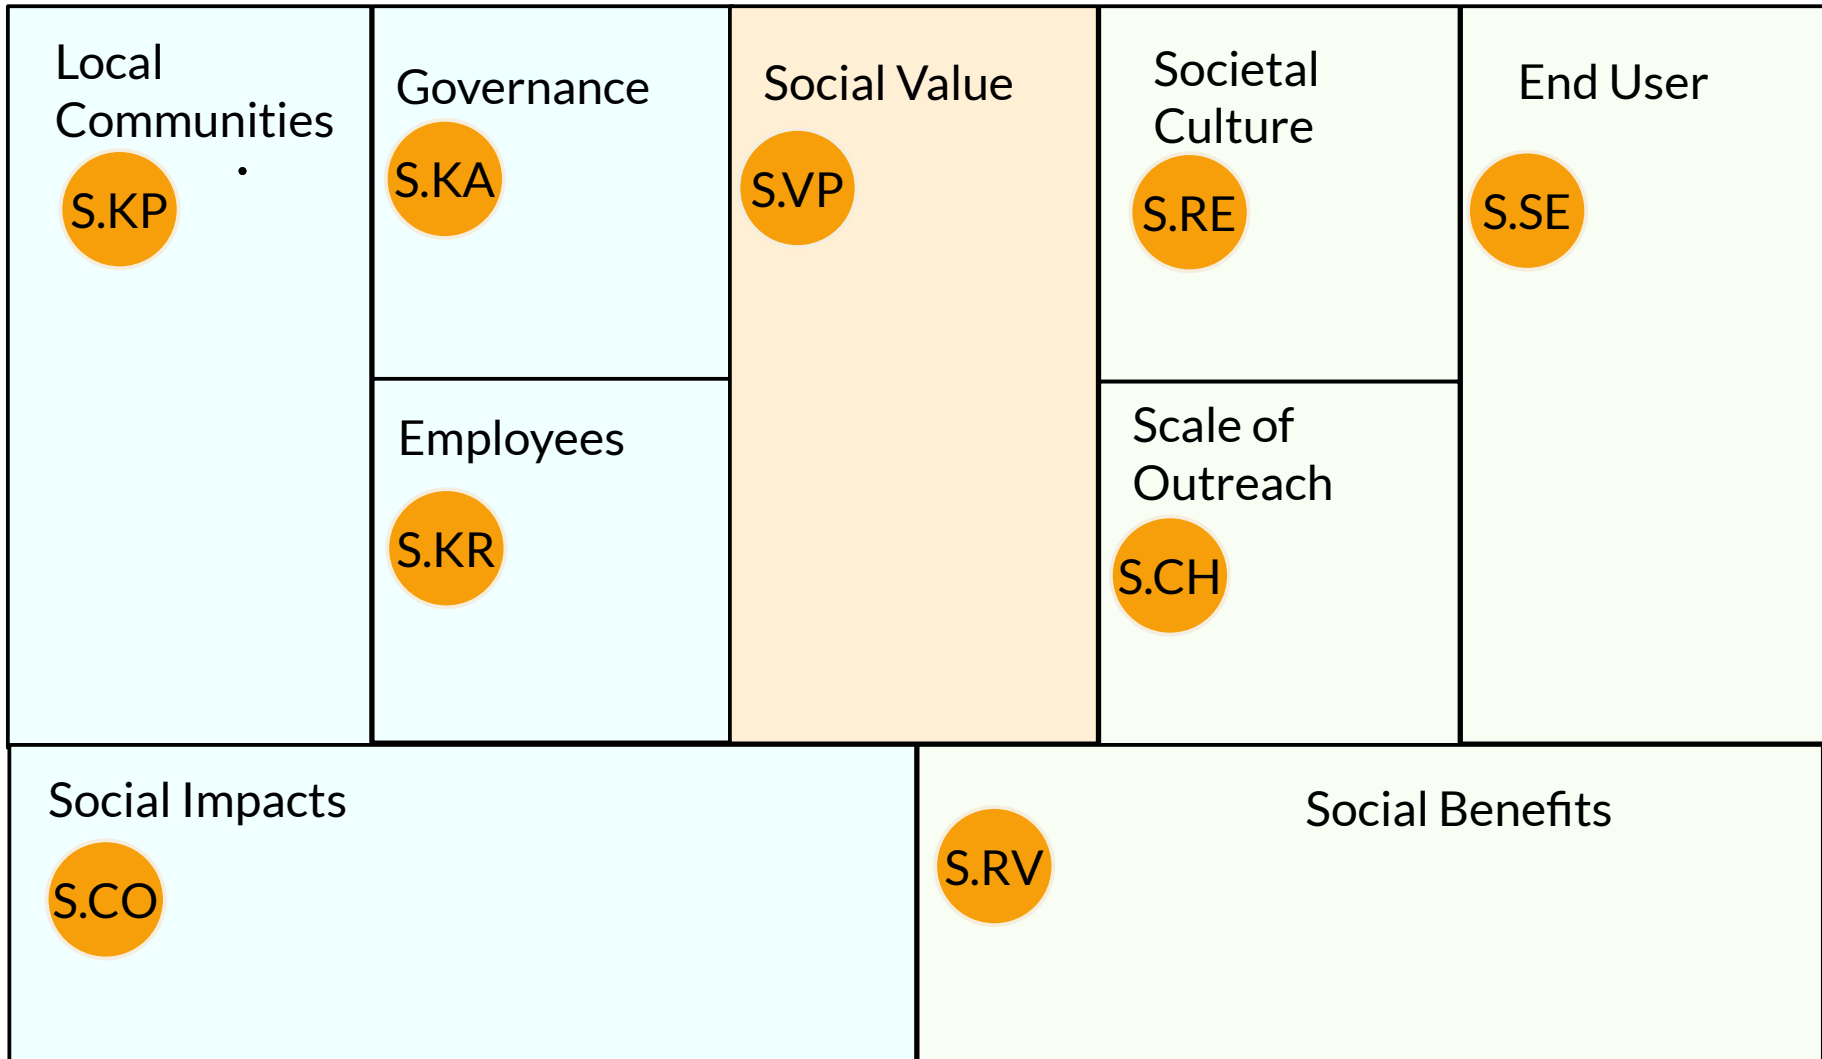 Local
Communities
S.KP
Governance
S.KA
Employees
S.KR
Social Value
S.VP
Societal
Culture
S.RE
Scale of
Outreach
S.CH
End User
S.SE
Social Impacts
S.CO
Social Benefits
S.RV